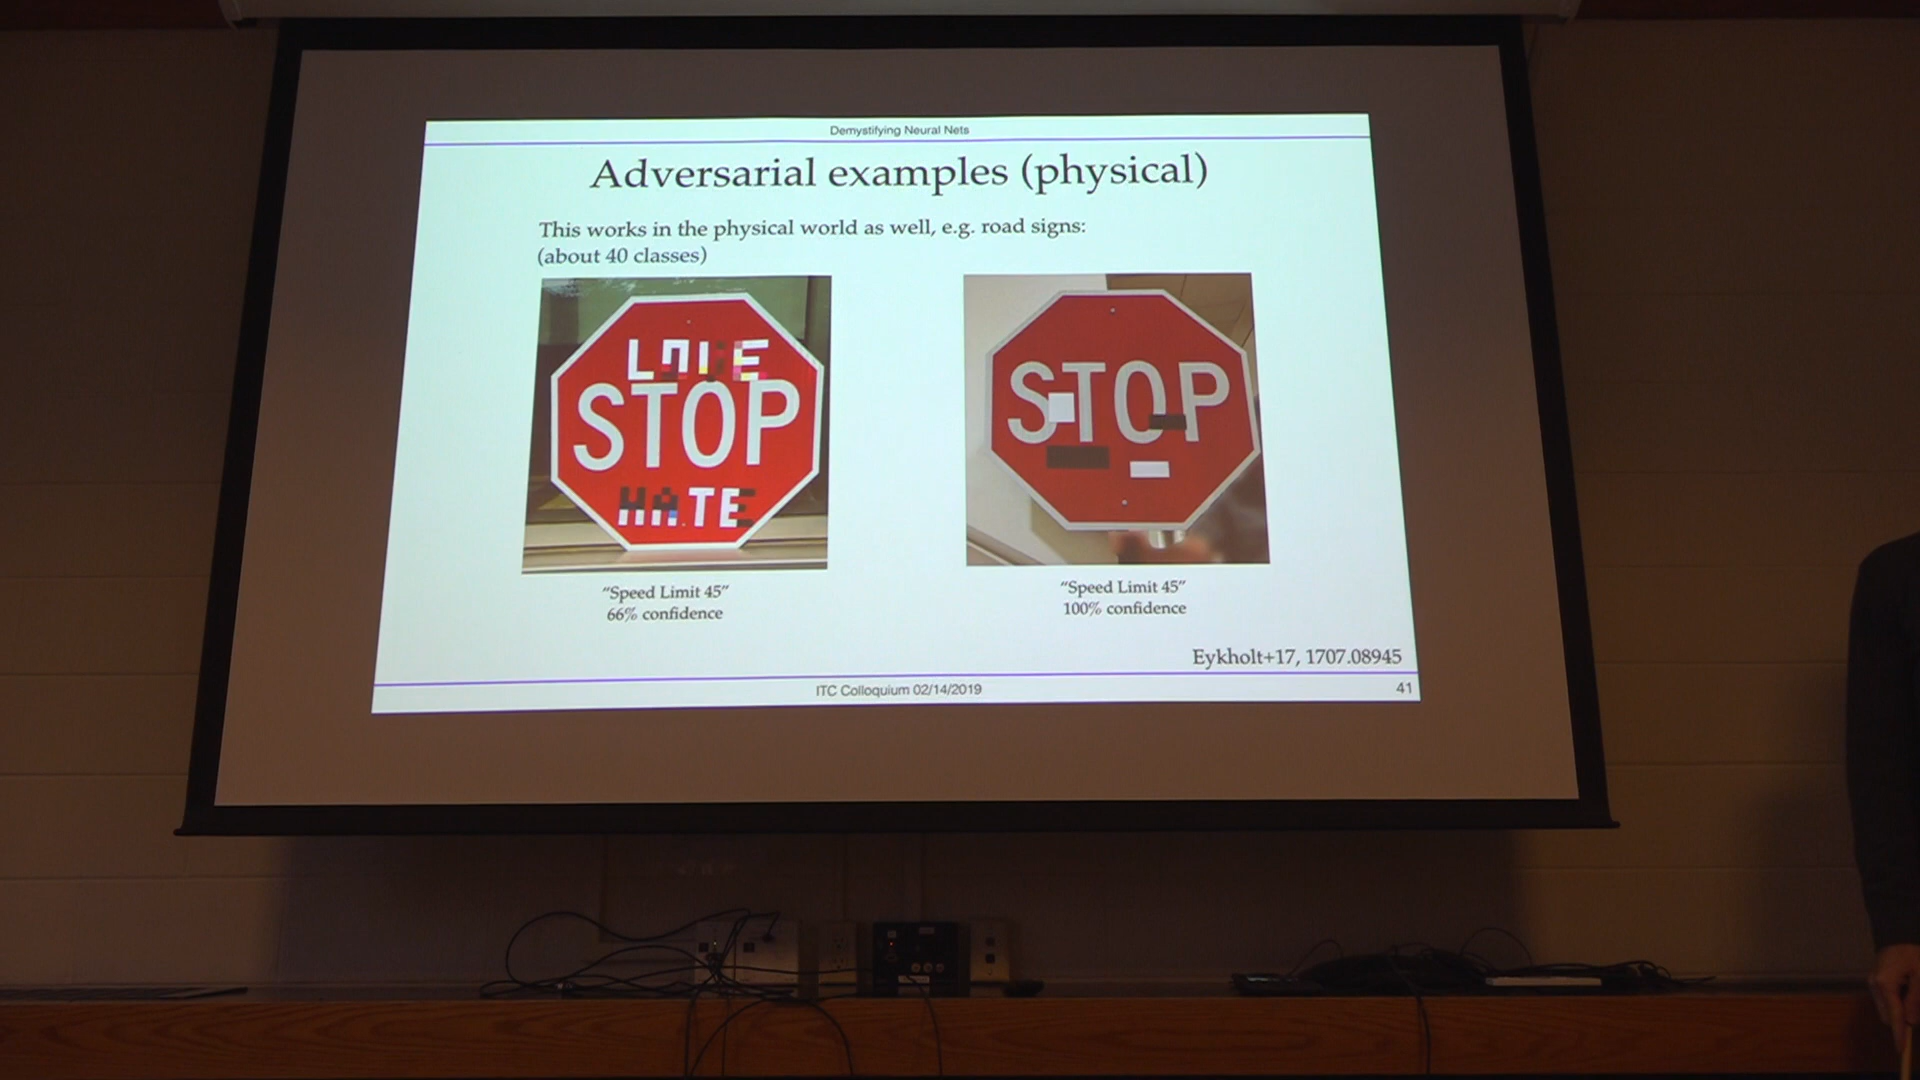 Demystifying Neural Nets
Adversarial examples (physical)
This works in the physical world as well, e.g. road signs:
(about 40 classes)
STOP
HATE
STOP
"Speed Limit 45"
66% confidence
"Speed Limit 45"
100% confidence
Eykholt+17, 1707.08945
ITC Colloquium 02/14/2019
41